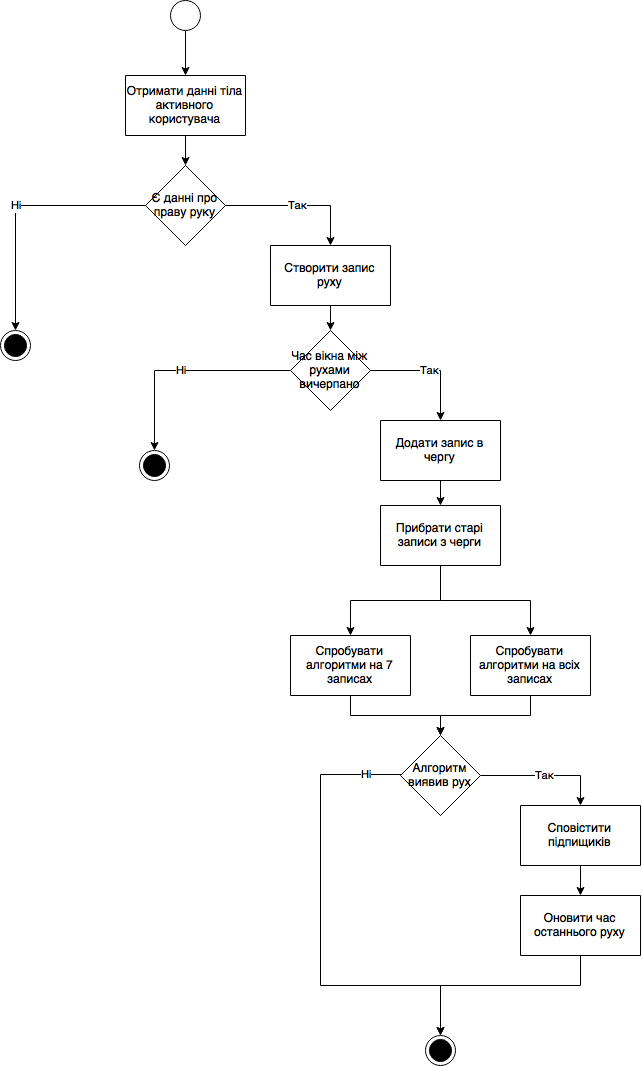 Отримати данні тіла
активного
користувача
Є данні про
праву руку
Ні
Так
Створити запис
руху
Час вікна між
рухами
вичерпано
Ні
Так
Додати запис в
чергу
Прибрати старі
записи з черги
Спробувати
алгоритми на 7
записах
Спробувати
алгоритми на всіх
записах
Алгоритм
виявив рух
Ні
Так
Сповістити
підпищиків
Оновити час
останнього руху